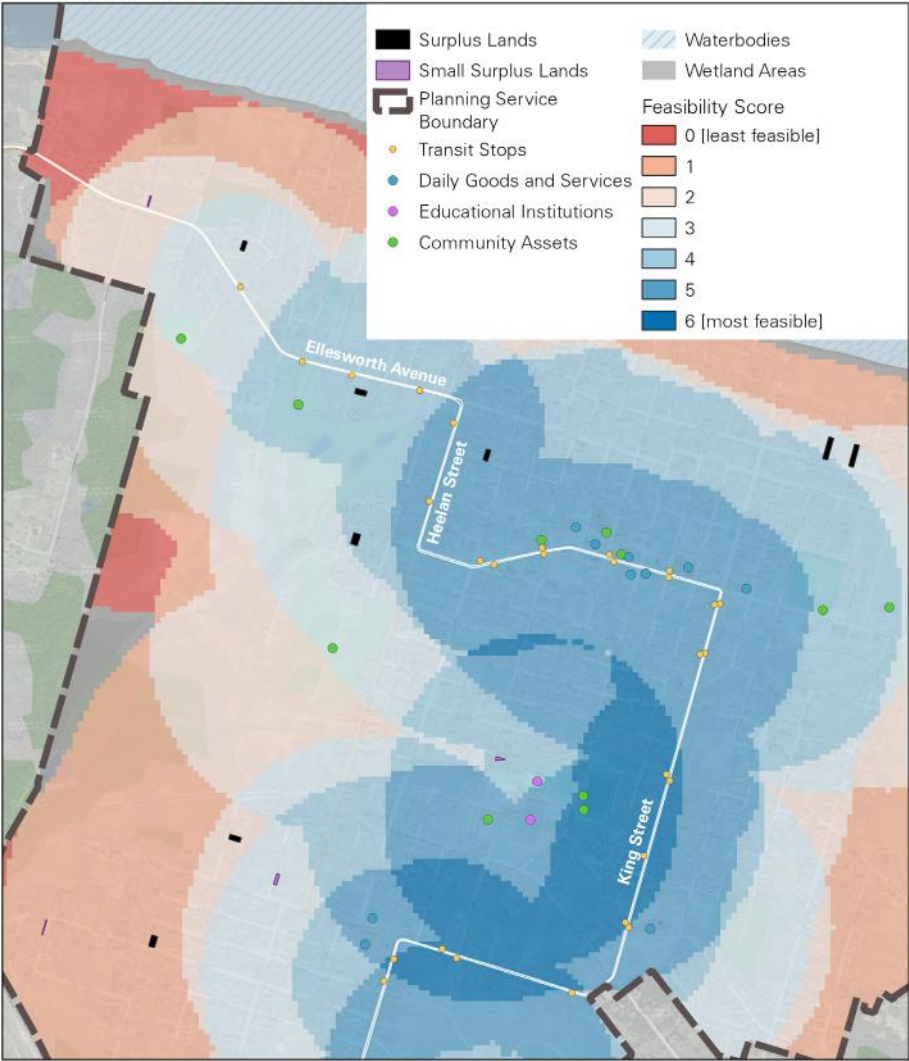 Surplus Lands
Small Surplus Lands
Planning Service
Boundary
Transit Stops
Daily Goods and Services
Educational Institutions
Community Assets
Waterbodies
Wetland Areas
Feasibility Score
0 [least feasible]
1
2
3
4
5
6 [most feasible]
Ellesworth Avenue
Heelan Street
King Street